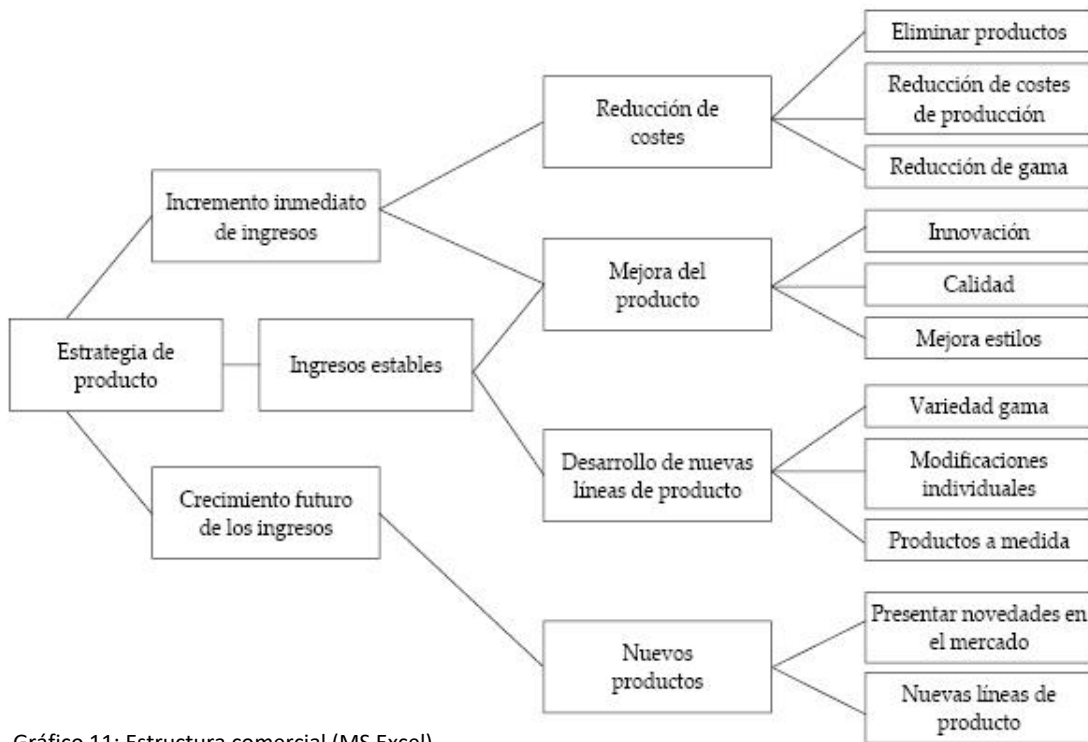 Eliminar productos
Reducción de
costes
Reducción de costes
de producción
Reducción de gama
Incremento inmediato
de ingresos
Innovación
Mejora del
producto
Calidad
Mejora estilos
Estrategia de
producto
Ingresos estables
Variedad gama
Desarrollo de nuevas
líneas de producto
Modificaciones
individuales
Productos a medida
Crecimiento futuro
de los ingresos
Nuevos
productos
Presentar novedades en
el mercado
Nuevas líneas de
producto
Gráfico 11: Estructura comercial (MS Excel)